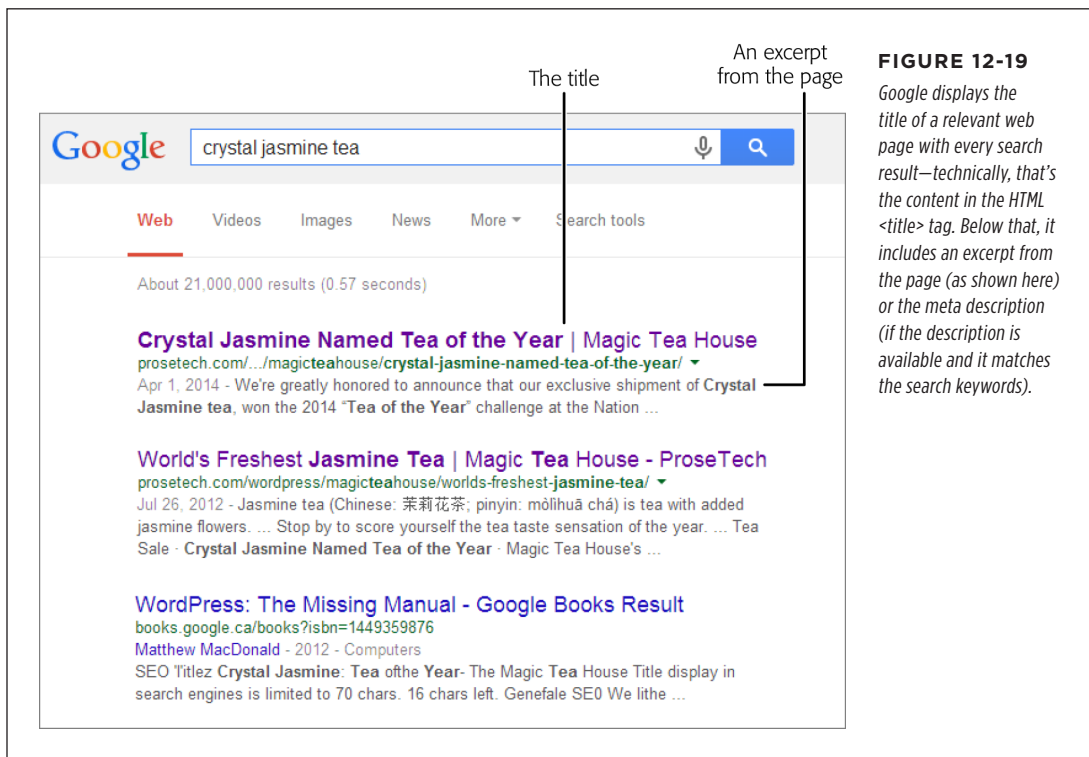 An excerpt
from the page
The title
FIGURE 12-19
Google displays the
title of a relevant web
page with every search
result—technically, that's
the content in the HTML
<title> tag. Below that, it
includes an excerpt from
the page (as shown here)
or the meta description
(if the description is
available and it matches
the search keywords).
Google
crystal jasmine tea
Web Videos Images News More Search tools
About 21,000,000 results (0.57 seconds)
Crystal Jasmine Named Tea of the Year | Magic Tea House
prosetech.com/.../magicteahouse/crystal-jasmine-named-tea-of-the-year/
Apr 1, 2014 - We're greatly honored to announce that our exclusive shipment of Crystal
Jasmine tea, won the 2014 “Tea of the Year” challenge at the Nation ...
World's Freshest Jasmine Tea | Magic Tea House - ProseTech
prosetech.com/wordpress/magicteahouse/worlds-freshest-jasmine-tea/
Jul 26, 2012 - Jasmine tea (Chinese: 茉莉花茶; pinyin: mòlìhuā chá) is tea with added
jasmine flowers. ... Stop by to score yourself the tea taste sensation of the year. ... Tea
Sale · Crystal Jasmine Named Tea of the Year · Magic Tea House's ...
WordPress: The Missing Manual - Google Books Result
books.google.ca/books?isbn=1449359876
Matthew MacDonald - 2012 - Computers
SEO 'l'itlez Crystal Jasmine: Tea ofthe Year- The Magic Tea House Title display in
search engines is limited to 70 chars. 16 chars left. Genefale SE0 We lithe ...